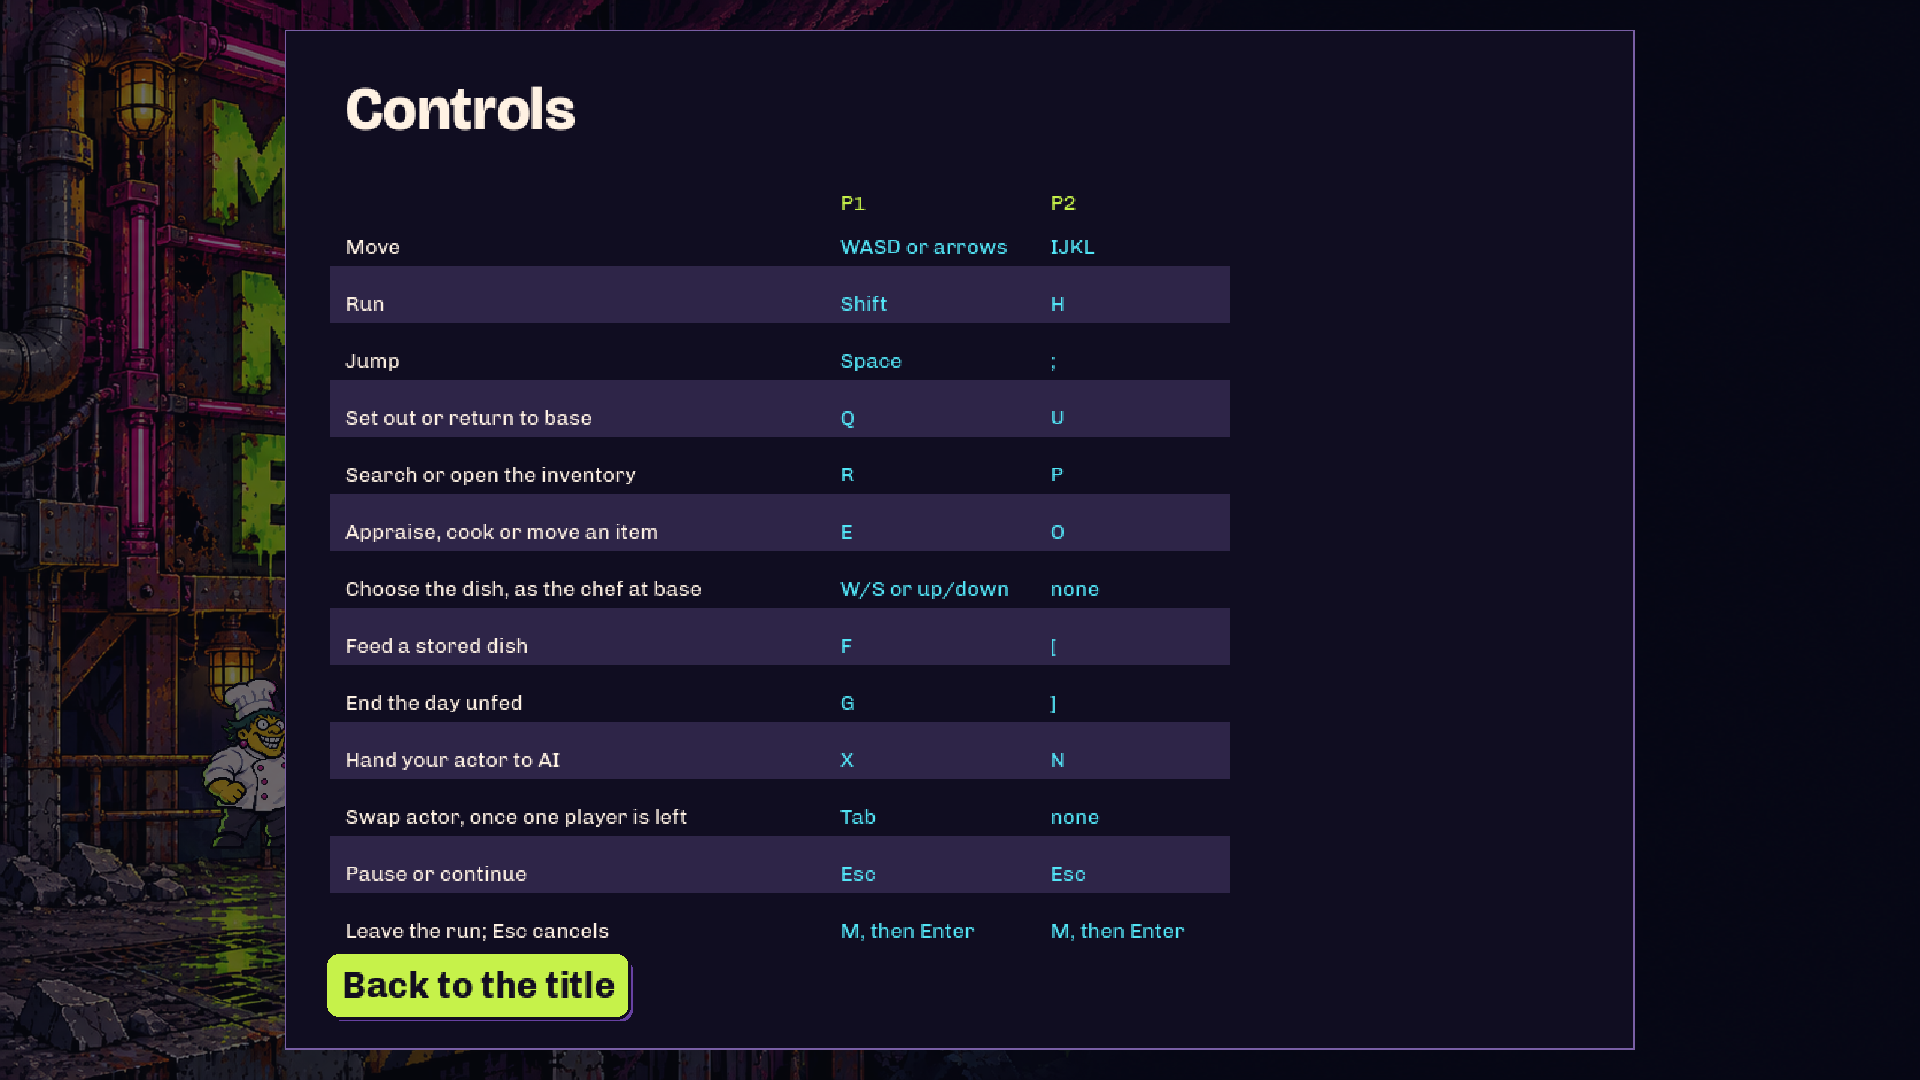 Controls
P1 P2
Move WASD or arrows IJKL
Run Shift H
Jump Space ;
Set out or return to base Q U
Search or open the inventory R P
Appraise, cook or move an item E O
Choose the dish, as the chef at base W/S or up/down none
Feed a stored dish F [
End the day unfed G ]
Hand your actor to AI X N
Swap actor, once one player is left Tab none
Pause or continue Esc Esc
Leave the run; Esc cancels M, then Enter M, then Enter
Back to the title